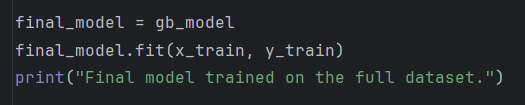 final_model = gb_model
final_model.fit(x_train, y_train)
print("Final model trained on the full dataset.")